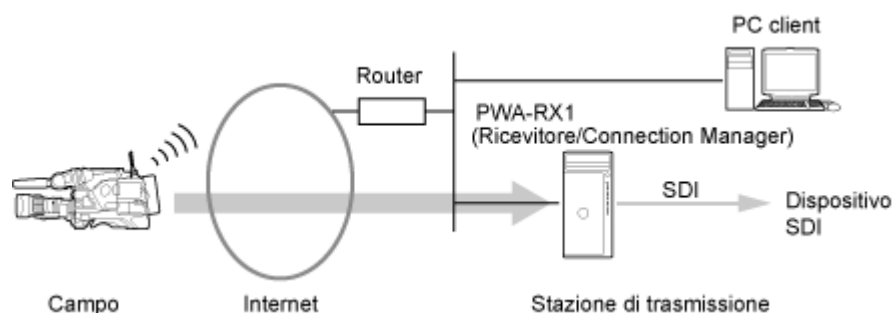 PC client
Router
PWA-RX1
(Ricevitore/Connection Manager)
SDI
Dispositivo
SDI
Campo
Internet
Stazione di trasmissione